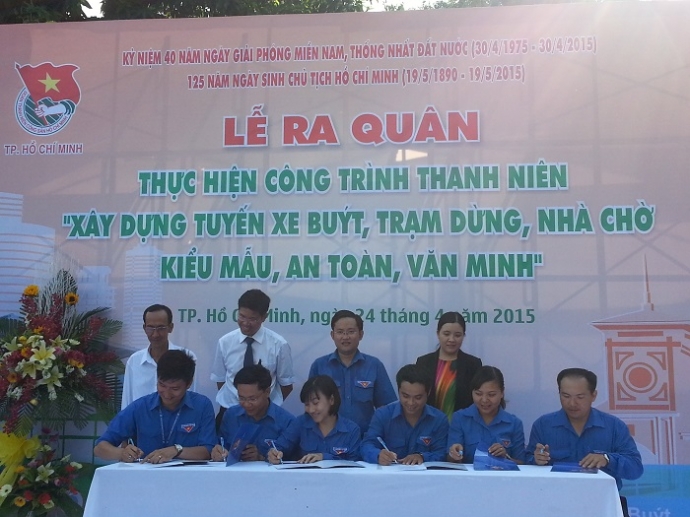 KỶ NIỆM 40 NĂM NGÀY GIẢI PHÓNG MIỀN NAM, THỐNG NHẤT ĐẤT NƯỚC (30/4/1975 - 30/4/2015)
125 NĂM NGÀY SINH CHỦ TỊCH HỒ CHÍ MINH (19/5/1890 - 19/5/2015)
TP. HỒ CHÍ MINH
LỄ RA QUÂN
THỰC HIỆN CÔNG TRÌNH THANH NIÊN
"XÂY DỰNG TUYẾN XE BUÝT, TRẠM DỪNG, NHÀ CHỜ
KIỂU MẪU, AN TOÀN, VĂN MINH"
TP. Hồ Minh, ngày 24 tháng 4 năm 2015
Buýt